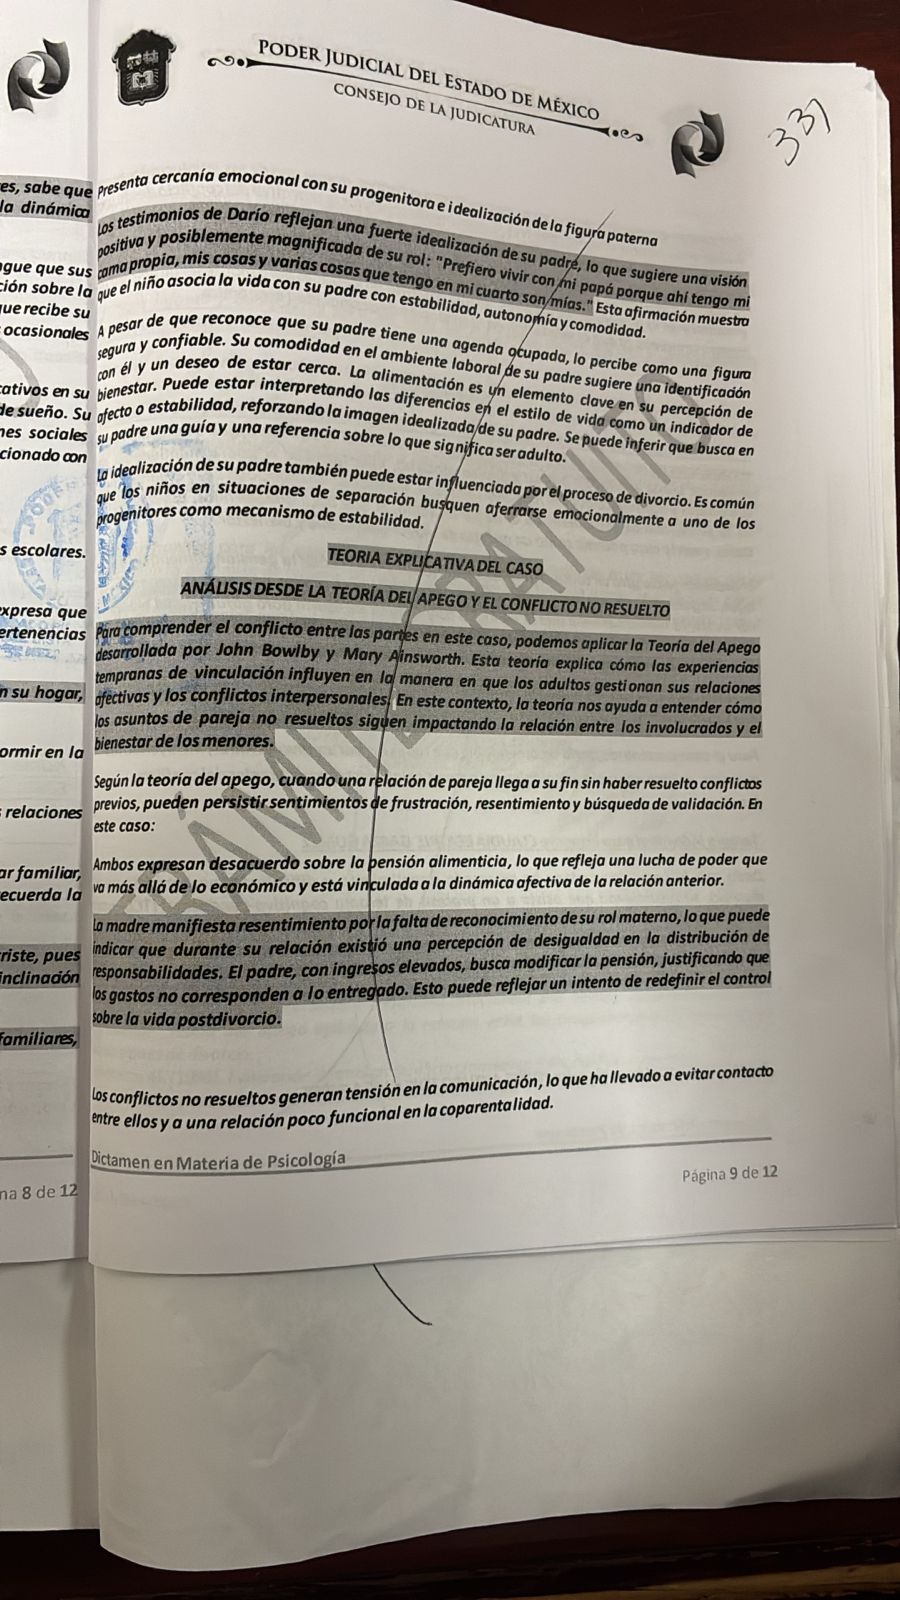 PODER JUDICIAL DEL ESTADO DE MÉXICO
CONSEJO DE LA JUDICATURA
337
es, sabe que
la dinámica
ngue que sus
ción sobre la
que recibe su
ocasionales
cativos en su
de sueño. Su
nes sociales
cionado con
s escolares.
expresa que
ertenencias
n su hogar,
ormir en la
relaciones
ar familiar,
ecuerda la
riste, pues
inclinación
familiares,
na 8 de 12
Presenta cercanía emocional con su progenitora e idealización de la figura paterna
Los testimonios de Darío reflejan una fuerte idealización de su padre, lo que sugiere una visión
positiva y posiblemente magnificada de su rol: "Prefiero vivir con mi papá porque ahí tengo mi
cama propia, mis cosas y varias cosas que tengo en mi cuarto son mías." Esta afirmación muestra
que el niño asocia la vida con su padre con estabilidad, autonomía y comodidad.
A pesar de que reconoce que su padre tiene una agenda ocupada, lo percibe como una figura
segura y confiable. Su comodidad en el ambiente laboral de su padre sugiere una identificación
con él y un deseo de estar cerca. La alimentación es un elemento clave en su percepción de
bienestar. Puede estar interpretando las diferencias en el estilo de vida como un indicador de
afecto o estabilidad, reforzando la imagen idealizada de su padre. Se puede inferir que busca en
su padre una guía y una referencia sobre lo que significa ser adulto.
La idealización de su padre también puede estar influenciada por el proceso de divorcio. Es común
que los niños en situaciones de separación busquen aferrarse emocionalmente a uno de los
progenitores como mecanismo de estabilidad.
TEORIA EXPLICATIVA DEL CASO
ANÁLISIS DESDE LA TEORÍA DEL APEGO Y EL CONFLICTO NO RESUELTO
Para comprender el conflicto entre las partes en este caso, podemos aplicar la Teoría del Apego
desarrollada por John Bowlby y Mary Ainsworth. Esta teoría explica cómo las experiencias
tempranas de vinculación influyen en la manera en que los adultos gestionan sus relaciones
afectivas y los conflictos interpersonales. En este contexto, la teoría nos ayuda a entender cómo
los asuntos de pareja no resueltos siguen impactando la relación entre los involucrados y el
bienestar de los menores.
Según la teoría del apego, cuando una relación de pareja llega a su fin sin haber resuelto conflictos
previos, pueden persistir sentimientos de frustración, resentimiento y búsqueda de validación. En
este caso:
Ambos expresan desacuerdo sobre la pensión alimenticia, lo que refleja una lucha de poder que
va más allá de lo económico y está vinculada a la dinámica afectiva de la relación anterior.
La madre manifiesta resentimiento por la falta de reconocimiento de su rol materno, lo que puede
indicar que durante su relación existió una percepción de desigualdad en la distribución de
responsabilidades. El padre, con ingresos elevados, busca modificar la pensión, justificando que
los gastos no corresponden a lo entregado. Esto puede reflejar un intento de redefinir el control
sobre la vida postdivorcio.
Los conflictos no resueltos generan tensión en la comunicación, lo que ha llevado a evitar contacto
entre ellos y a una relación poco funcional en la coparentalidad.
Dictamen en Materia de Psicología
Página 9 de 12
TRÁMITE GRATUITO